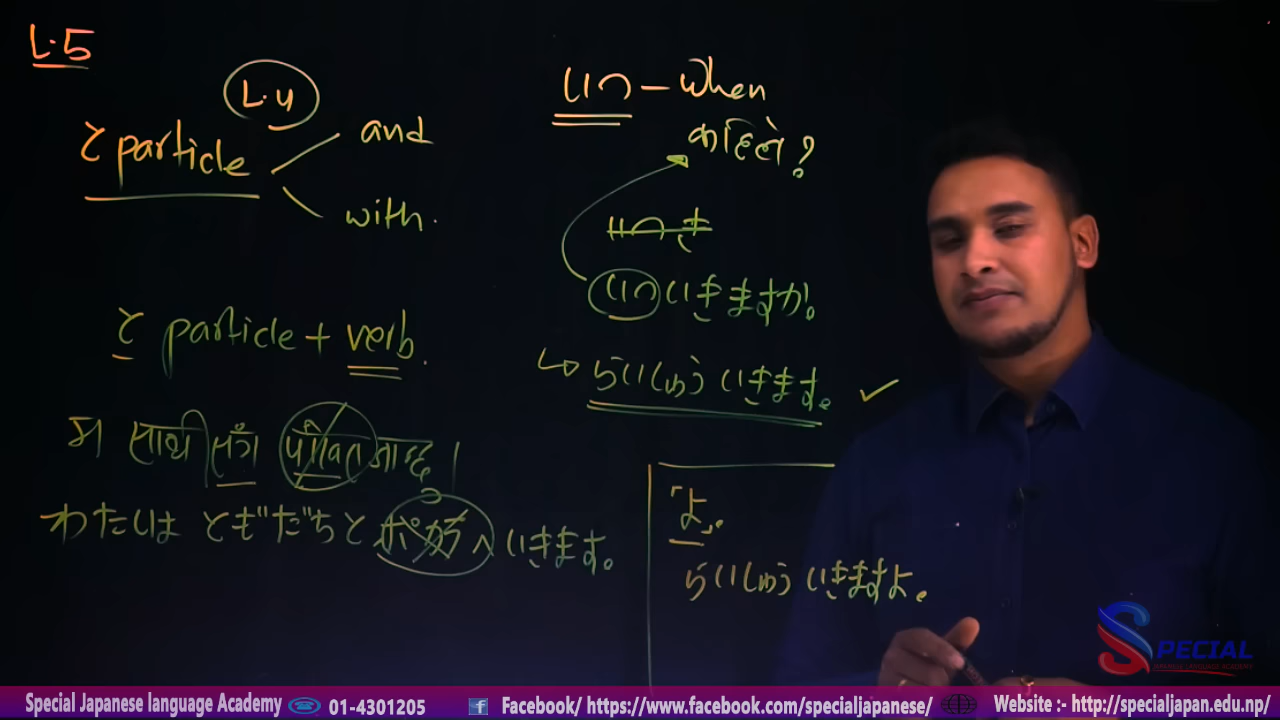 L.5
L.4
と particle
and
with.
と particle + verb.
म साथी सँग पोखरा जान्छु ।
わたしは ともだちと ポカラ へ いきます。
いつ – when
कहिले ?
いつ き
いつ いきますか。
らいしゅう いきます。
「よ」
らいしゅう いきますよ。
SPECIAL
JAPANESE LANGUAGE ACADEMY
Special Japanese language Academy 01-4301205 Facebook/ https://www.facebook.com/specialjapanese/ Website :- http://specialjapan.edu.np/